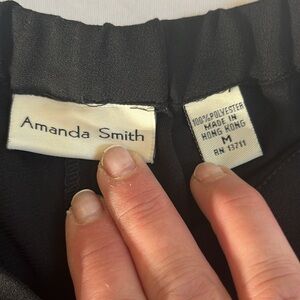 Amanda Smith
100% POLYESTER
MADE IN
HONG KONG
M
RN 13711